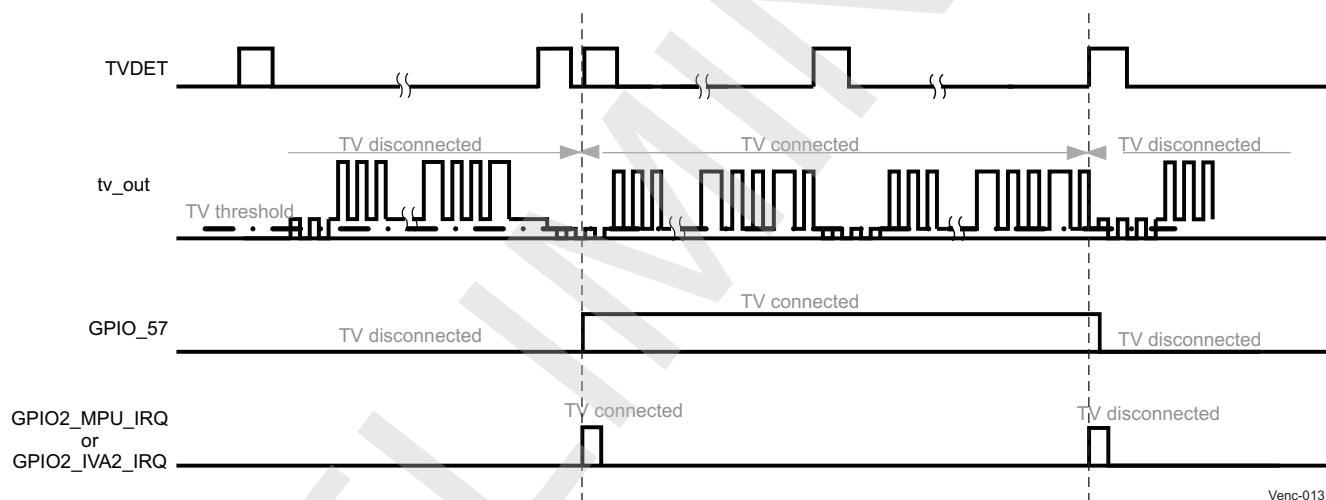 TVDET
TV disconnected
TV connected
TV disconnected
tv_out
TV threshold
TV connected
GPIO_57
TV disconnected
TV disconnected
TV connected
TV disconnected
GPIO2_MPU_IRQ
or
GPIO2_IVA2_IRQ
Venc-013